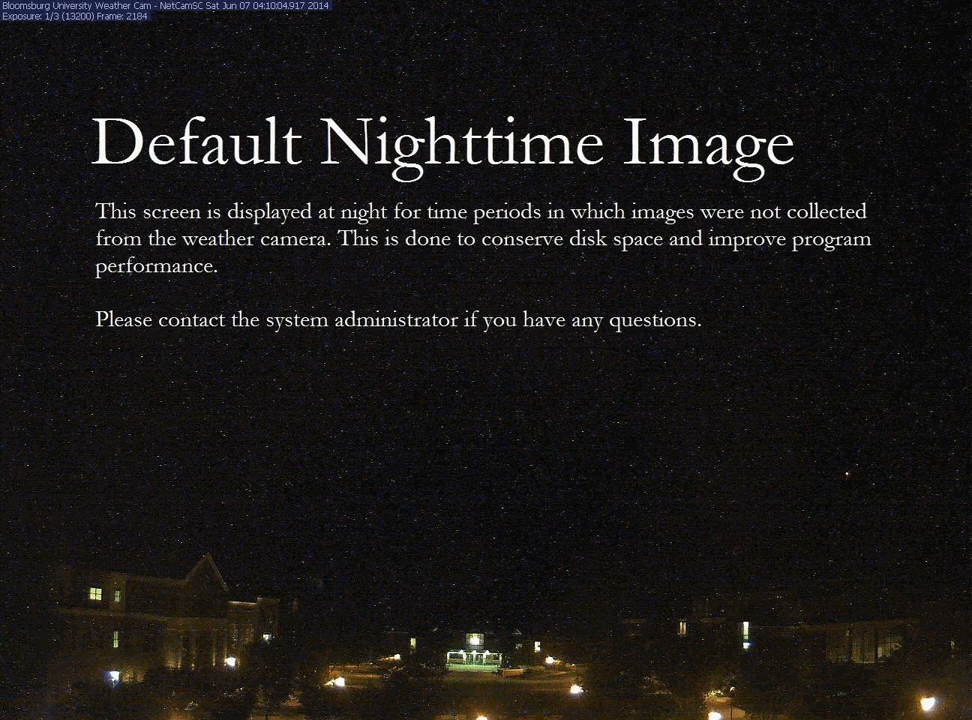 Bloomsburg University Weather Cam - NetCamSC Sat Jun 07 04:10:04.917 2014
Exposure: 1/3 (13200) Frame: 2184
Default Nighttime Image
This screen is displayed at night for time periods in which images were not collected
from the weather camera. This is done to conserve disk space and improve program
performance.
Please contact the system administrator if you have any questions.